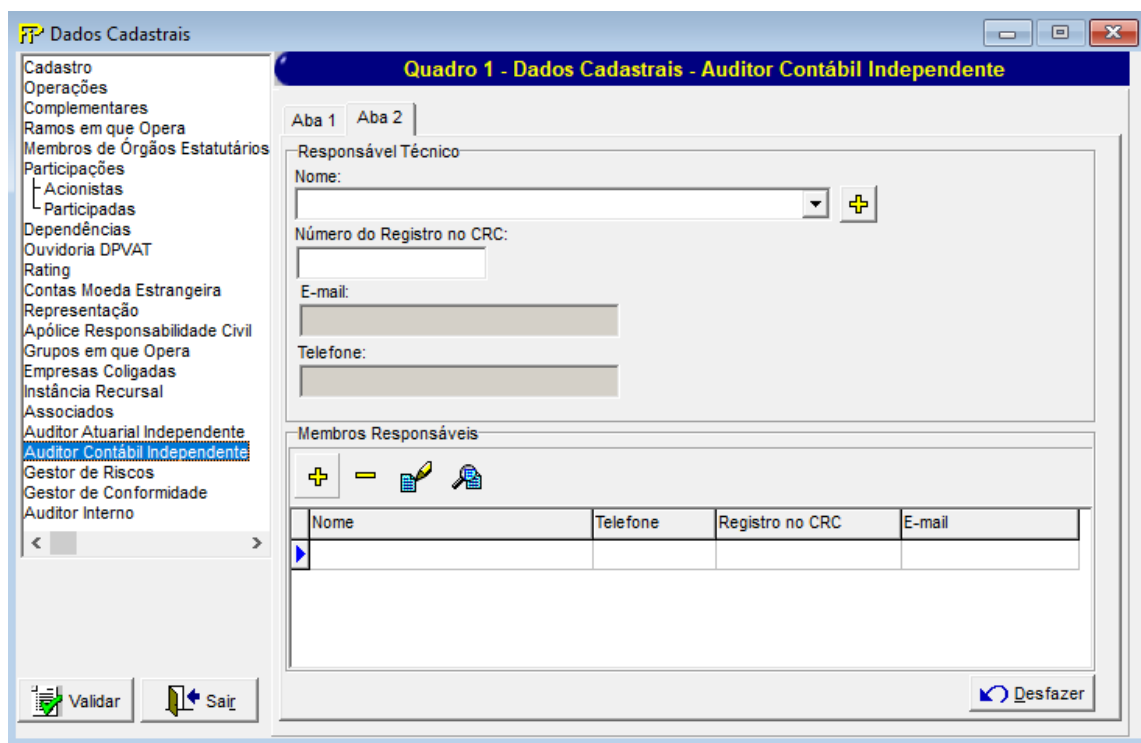 Dados Cadastrais
Cadastro
Operações
Complementares
Ramos em que Opera
Membros de Órgãos Estatutários
Participações
Acionistas
Participadas
Dependências
Ouvidoria DPVAT
Rating
Contas Moeda Estrangeira
Representação
Apólice Responsabilidade Civil
Grupos em que Opera
Empresas Coligadas
Instância Recursal
Associados
Auditor Atuarial Independente
Auditor Contábil Independente
Gestor de Riscos
Gestor de Conformidade
Auditor Interno
Validar
Sair
Quadro 1 - Dados Cadastrais - Auditor Contábil Independente
Aba 1 Aba 2
Responsável Técnico
Nome:
Número do Registro no CRC:
E-mail:
Telefone:
Membros Responsáveis
Nome Telefone Registro no CRC E-mail
Desfazer